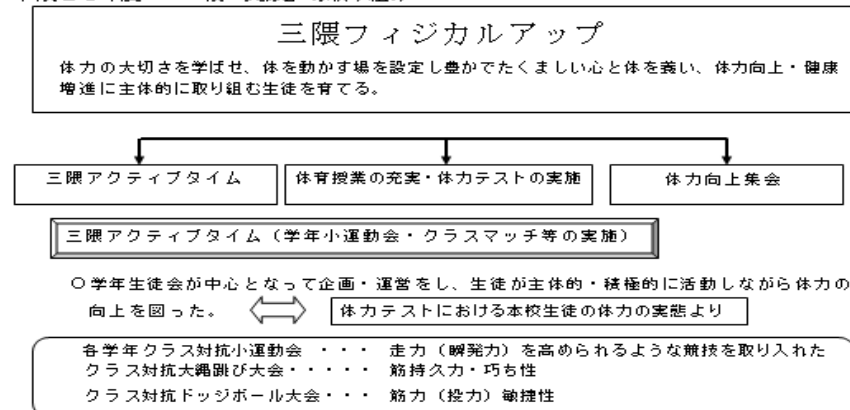 三隈フィジカルアップ
体力の大切さを学ばせ、体を動かす場を設定し豊かでたくましい心と体を養い、体力向上・健康
増進に主体的に取り組む生徒を育てる。
三隈アクティブタイム
体育授業の充実・体力テストの実施
体力向上集会
三隈アクティブタイム（学年小運動会・クラスマッチ等の実施）
〇学年生徒会が中心となって企画・運営をし、生徒が主体的・積極的に活動しながら体力の
向上を図った。
体力テストにおける本校生徒の体力の実態より
各学年クラス対抗小運動会 ・・・ 走力（瞬発力）を高められるような競技を取り入れた
クラス対抗大縄跳び大会・・・・・ 筋持久力・巧ち性
クラス対抗ドッジボール大会・・・ 筋力（投力）敏捷性